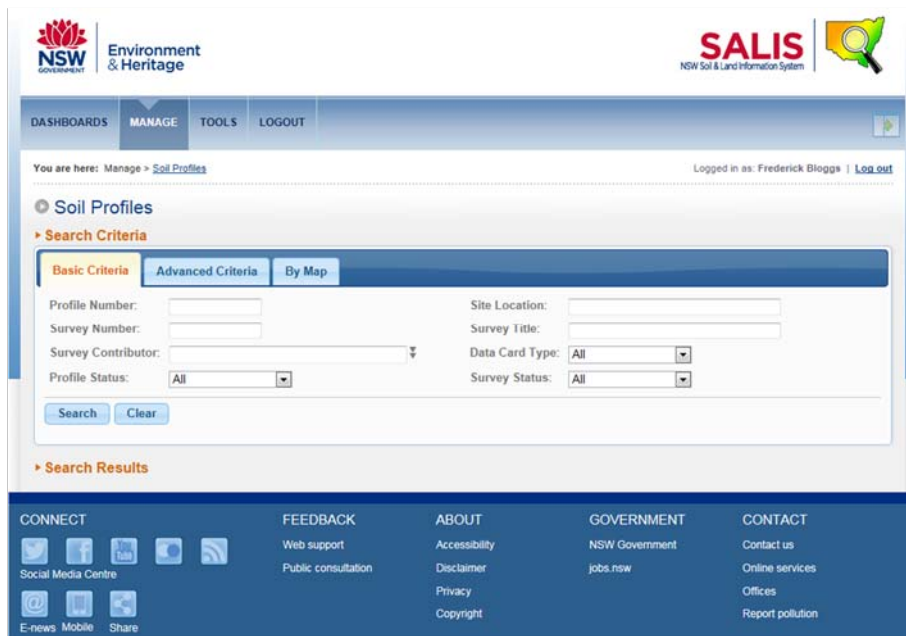 NSW
GOVERNMENT
Environment
& Heritage
SALIS
NSW Soil & Land Information System
DASHBOARDS MANAGE TOOLS LOGOUT
You are here: Manage > Soil Profiles
Logged in as: Frederick Bloggs | Log out
Soil Profiles
Search Criteria
Basic Criteria Advanced Criteria By Map
Profile Number: Site Location:
Survey Number: Survey Title:
Survey Contributor: Data Card Type: All
Profile Status: All Survey Status: All
Search Clear
Search Results
CONNECT FEEDBACK ABOUT GOVERNMENT CONTACT
Web support Accessibility NSW Government Contact us
Social Media Centre Public consultation Disclaimer jobs.nsw Online services
Privacy Offices
E-news Mobile Share Copyright Report pollution